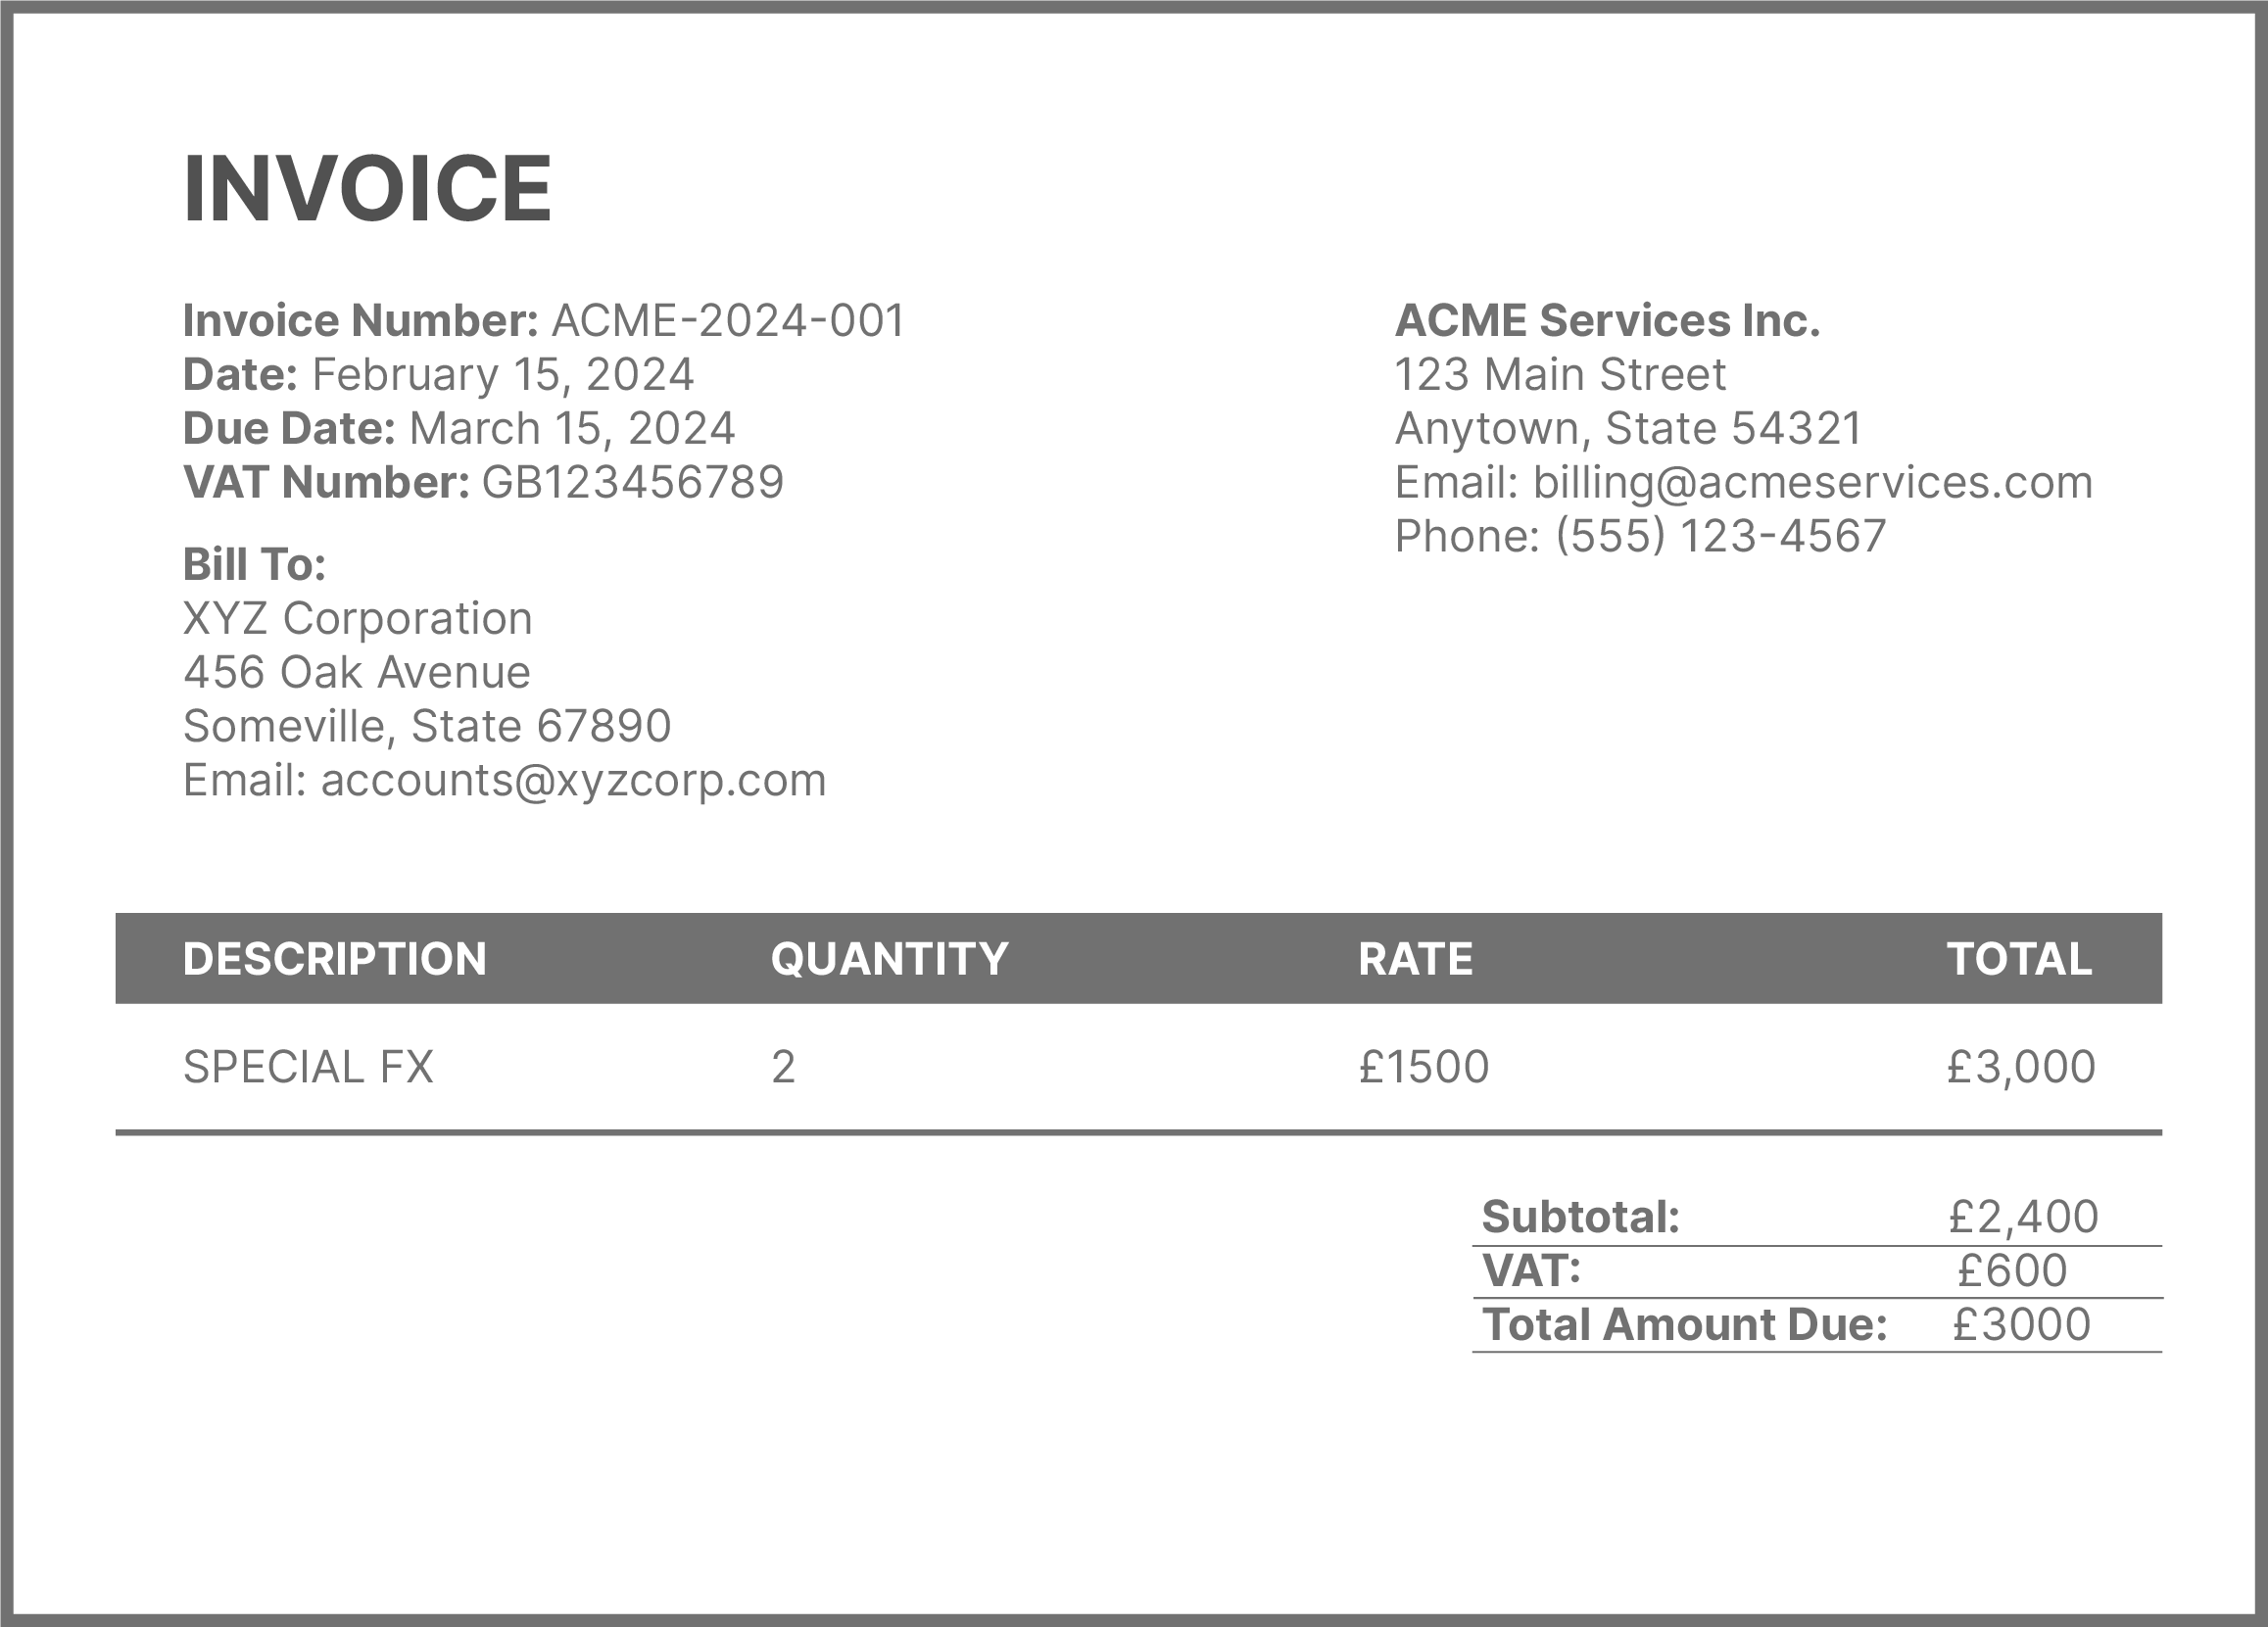 INVOICE
Invoice Number: ACME-2024-001
Date: February 15, 2024
Due Date: March 15, 2024
VAT Number: GB123456789
ACME Services Inc.
123 Main Street
Anytown, State 54321
Email: billing@acmeservices.com
Phone: (555) 123-4567
Bill To:
XYZ Corporation
456 Oak Avenue
Someville, State 67890
Email: accounts@xyzcorp.com
DESCRIPTION QUANTITY RATE TOTAL
SPECIAL FX 2 £1500 £3,000
Subtotal: £2,400
VAT: £600
Total Amount Due: £3000